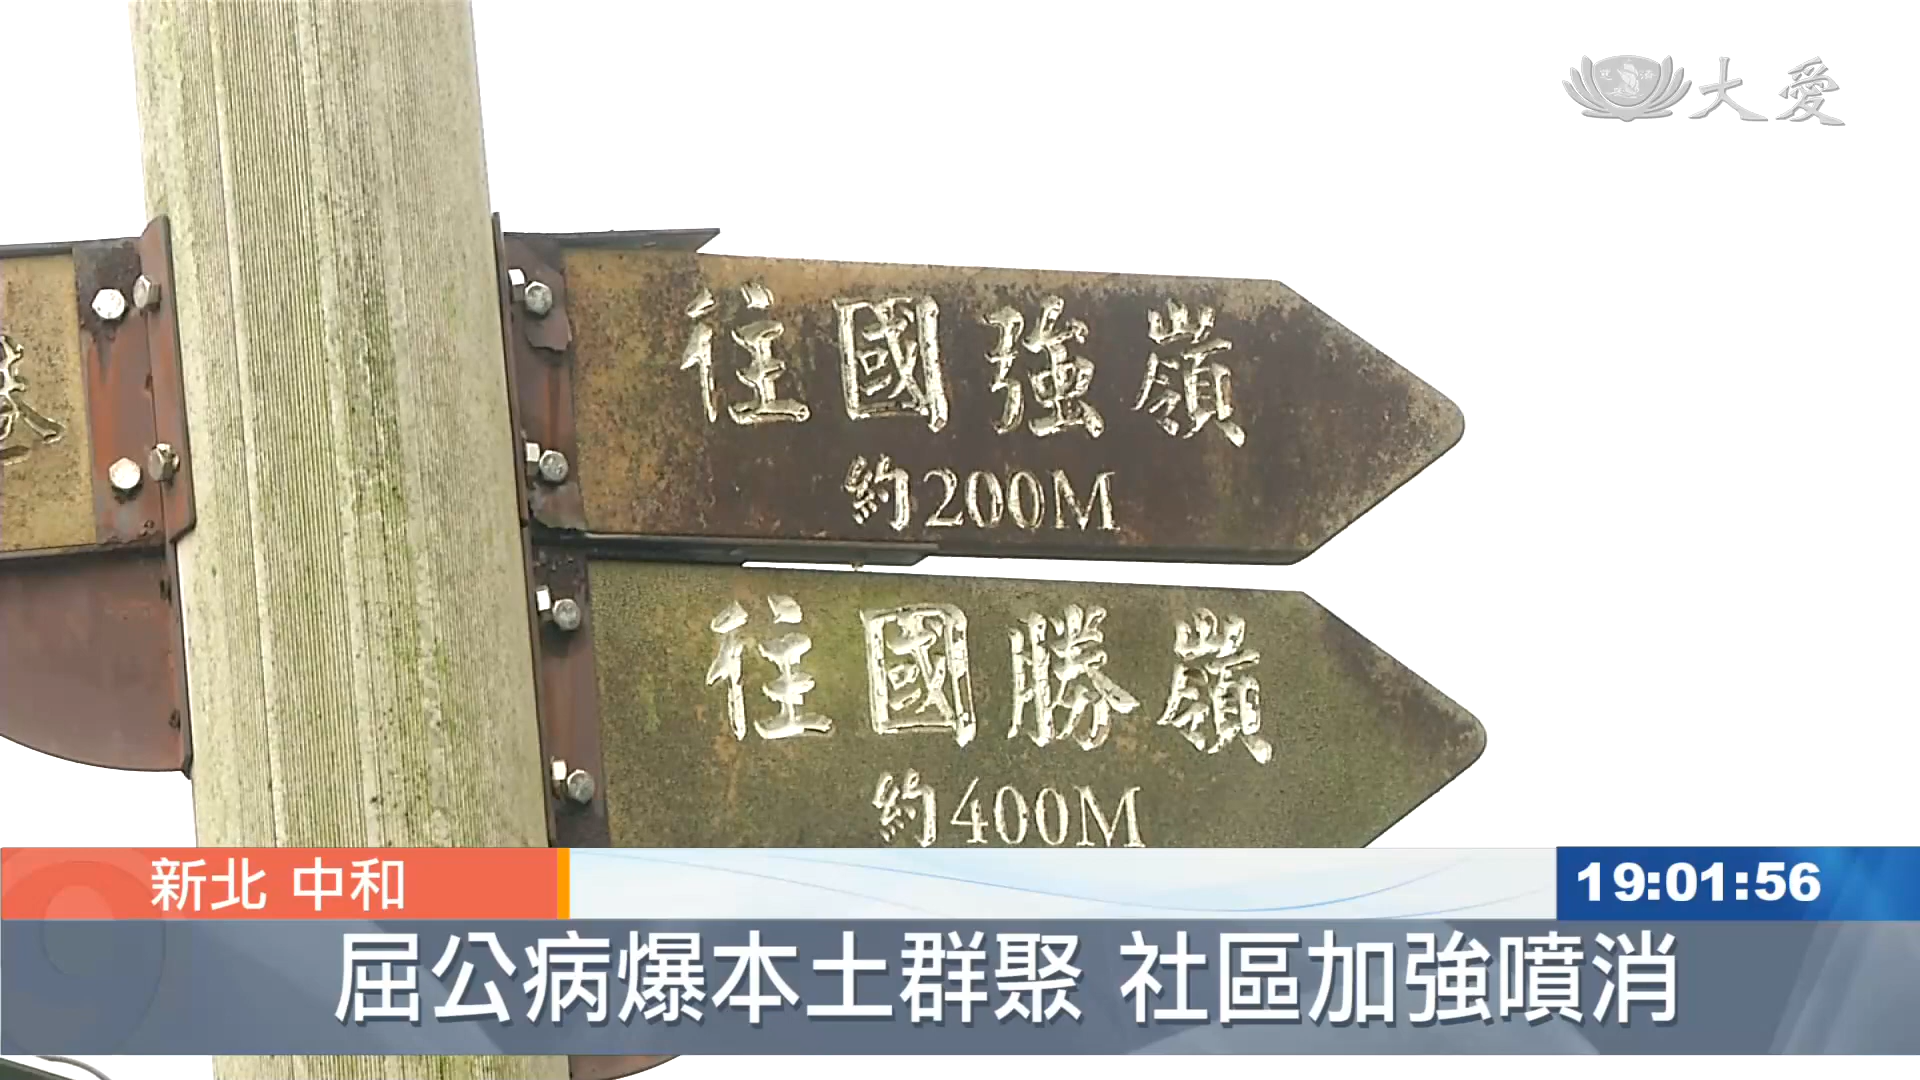 大愛
往國強嶺
約200M
往國勝嶺
約400M
新北 中和
19:01:56
屈公病爆本土群聚 社區加強噴消